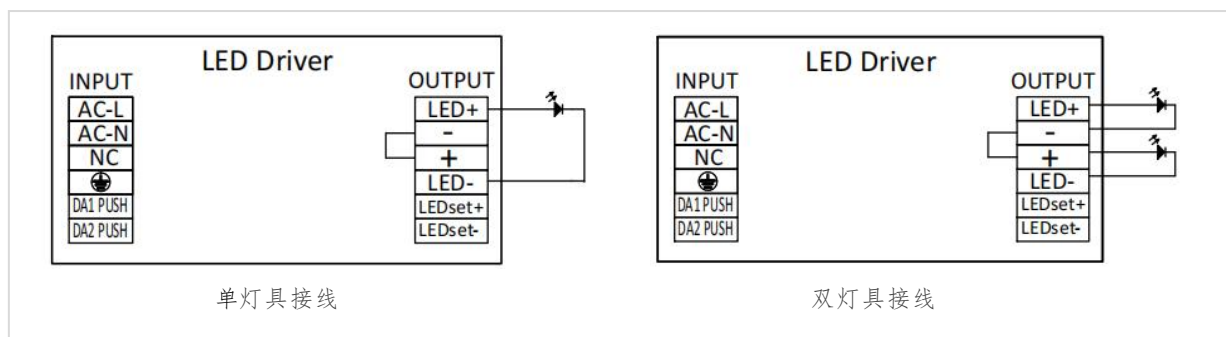 LED Driver
INPUT
OUTPUT
AC-L
AC-N
NC
DA1 PUSH
DA2 PUSH
LED+
-
+
LED-
LEDset+
LEDset-
单灯具接线
LED Driver
INPUT
OUTPUT
AC-L
AC-N
NC
DA1 PUSH
DA2 PUSH
LED+
-
+
LED-
LEDset+
LEDset-
双灯具接线